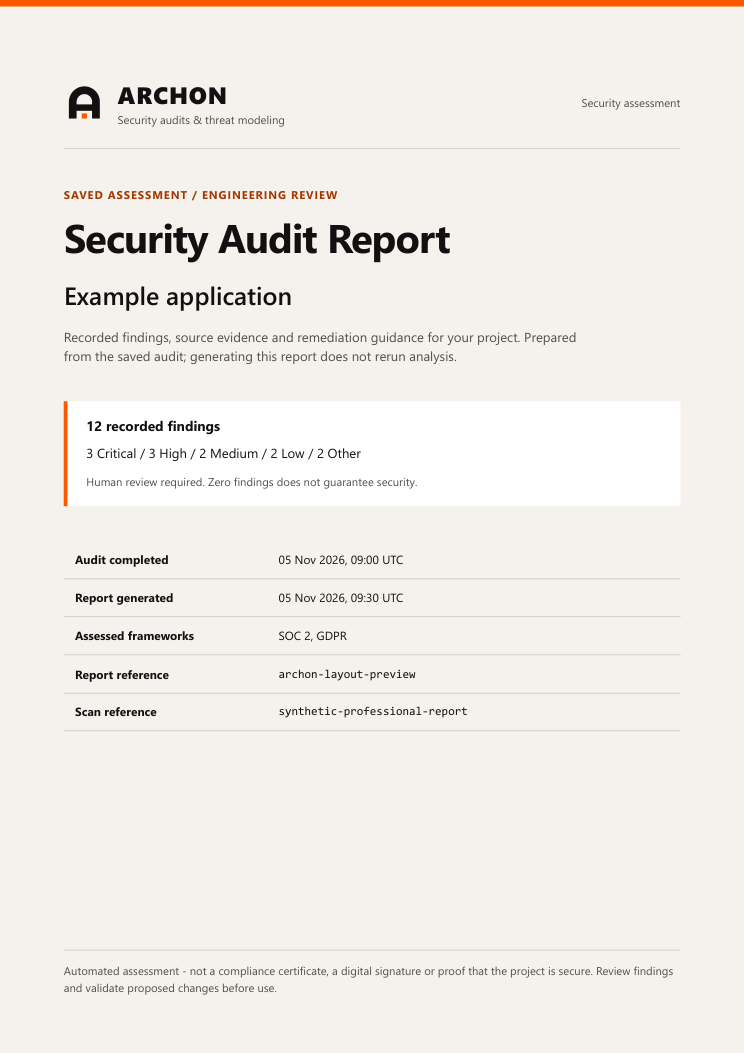 ARCHON
Security audits & threat modeling
Security assessment
SAVED ASSESSMENT / ENGINEERING REVIEW
Security Audit Report
Example application
Recorded findings, source evidence and remediation guidance for your project. Prepared
from the saved audit; generating this report does not rerun analysis.
12 recorded findings
3 Critical / 3 High / 2 Medium / 2 Low / 2 Other
Human review required. Zero findings does not guarantee security.
Audit completed 05 Nov 2026, 09:00 UTC
Report generated 05 Nov 2026, 09:30 UTC
Assessed frameworks SOC 2, GDPR
Report reference archon-layout-preview
Scan reference synthetic-professional-report
Automated assessment - not a compliance certificate, a digital signature or proof that the project is secure. Review findings
and validate proposed changes before use.